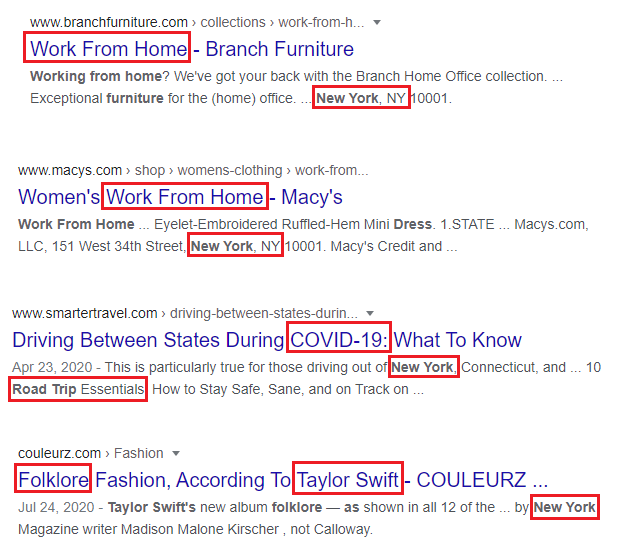 www.branchfurniture.com › collections › work-from-h...
Work From Home - Branch Furniture
Working from home? We've got your back with the Branch Home Office collection. ...
Exceptional furniture for the (home) office. ... New York, NY 10001.
www.macys.com › shop › womens-clothing › work-from...
Women's Work From Home - Macy's
Work From Home ... Eyelet-Embroidered Ruffled-Hem Mini Dress. 1.STATE ... Macys.com,
LLC, 151 West 34th Street, New York, NY 10001. Macy's Credit and ...
www.smartertravel.com › driving-between-states-durin...
Driving Between States During COVID-19: What To Know
Apr 23, 2020 - This is particularly true for those driving out of New York, Connecticut, and ... 10
Road Trip Essentials How to Stay Safe, Sane, and on Track on ...
couleurz.com › Fashion
Folklore Fashion, According To Taylor Swift - COULEURZ ...
Jul 24, 2020 - Taylor Swift's new album folklore — as shown in all 12 of the ... by New York
Magazine writer Madison Malone Kirscher , not Calloway.